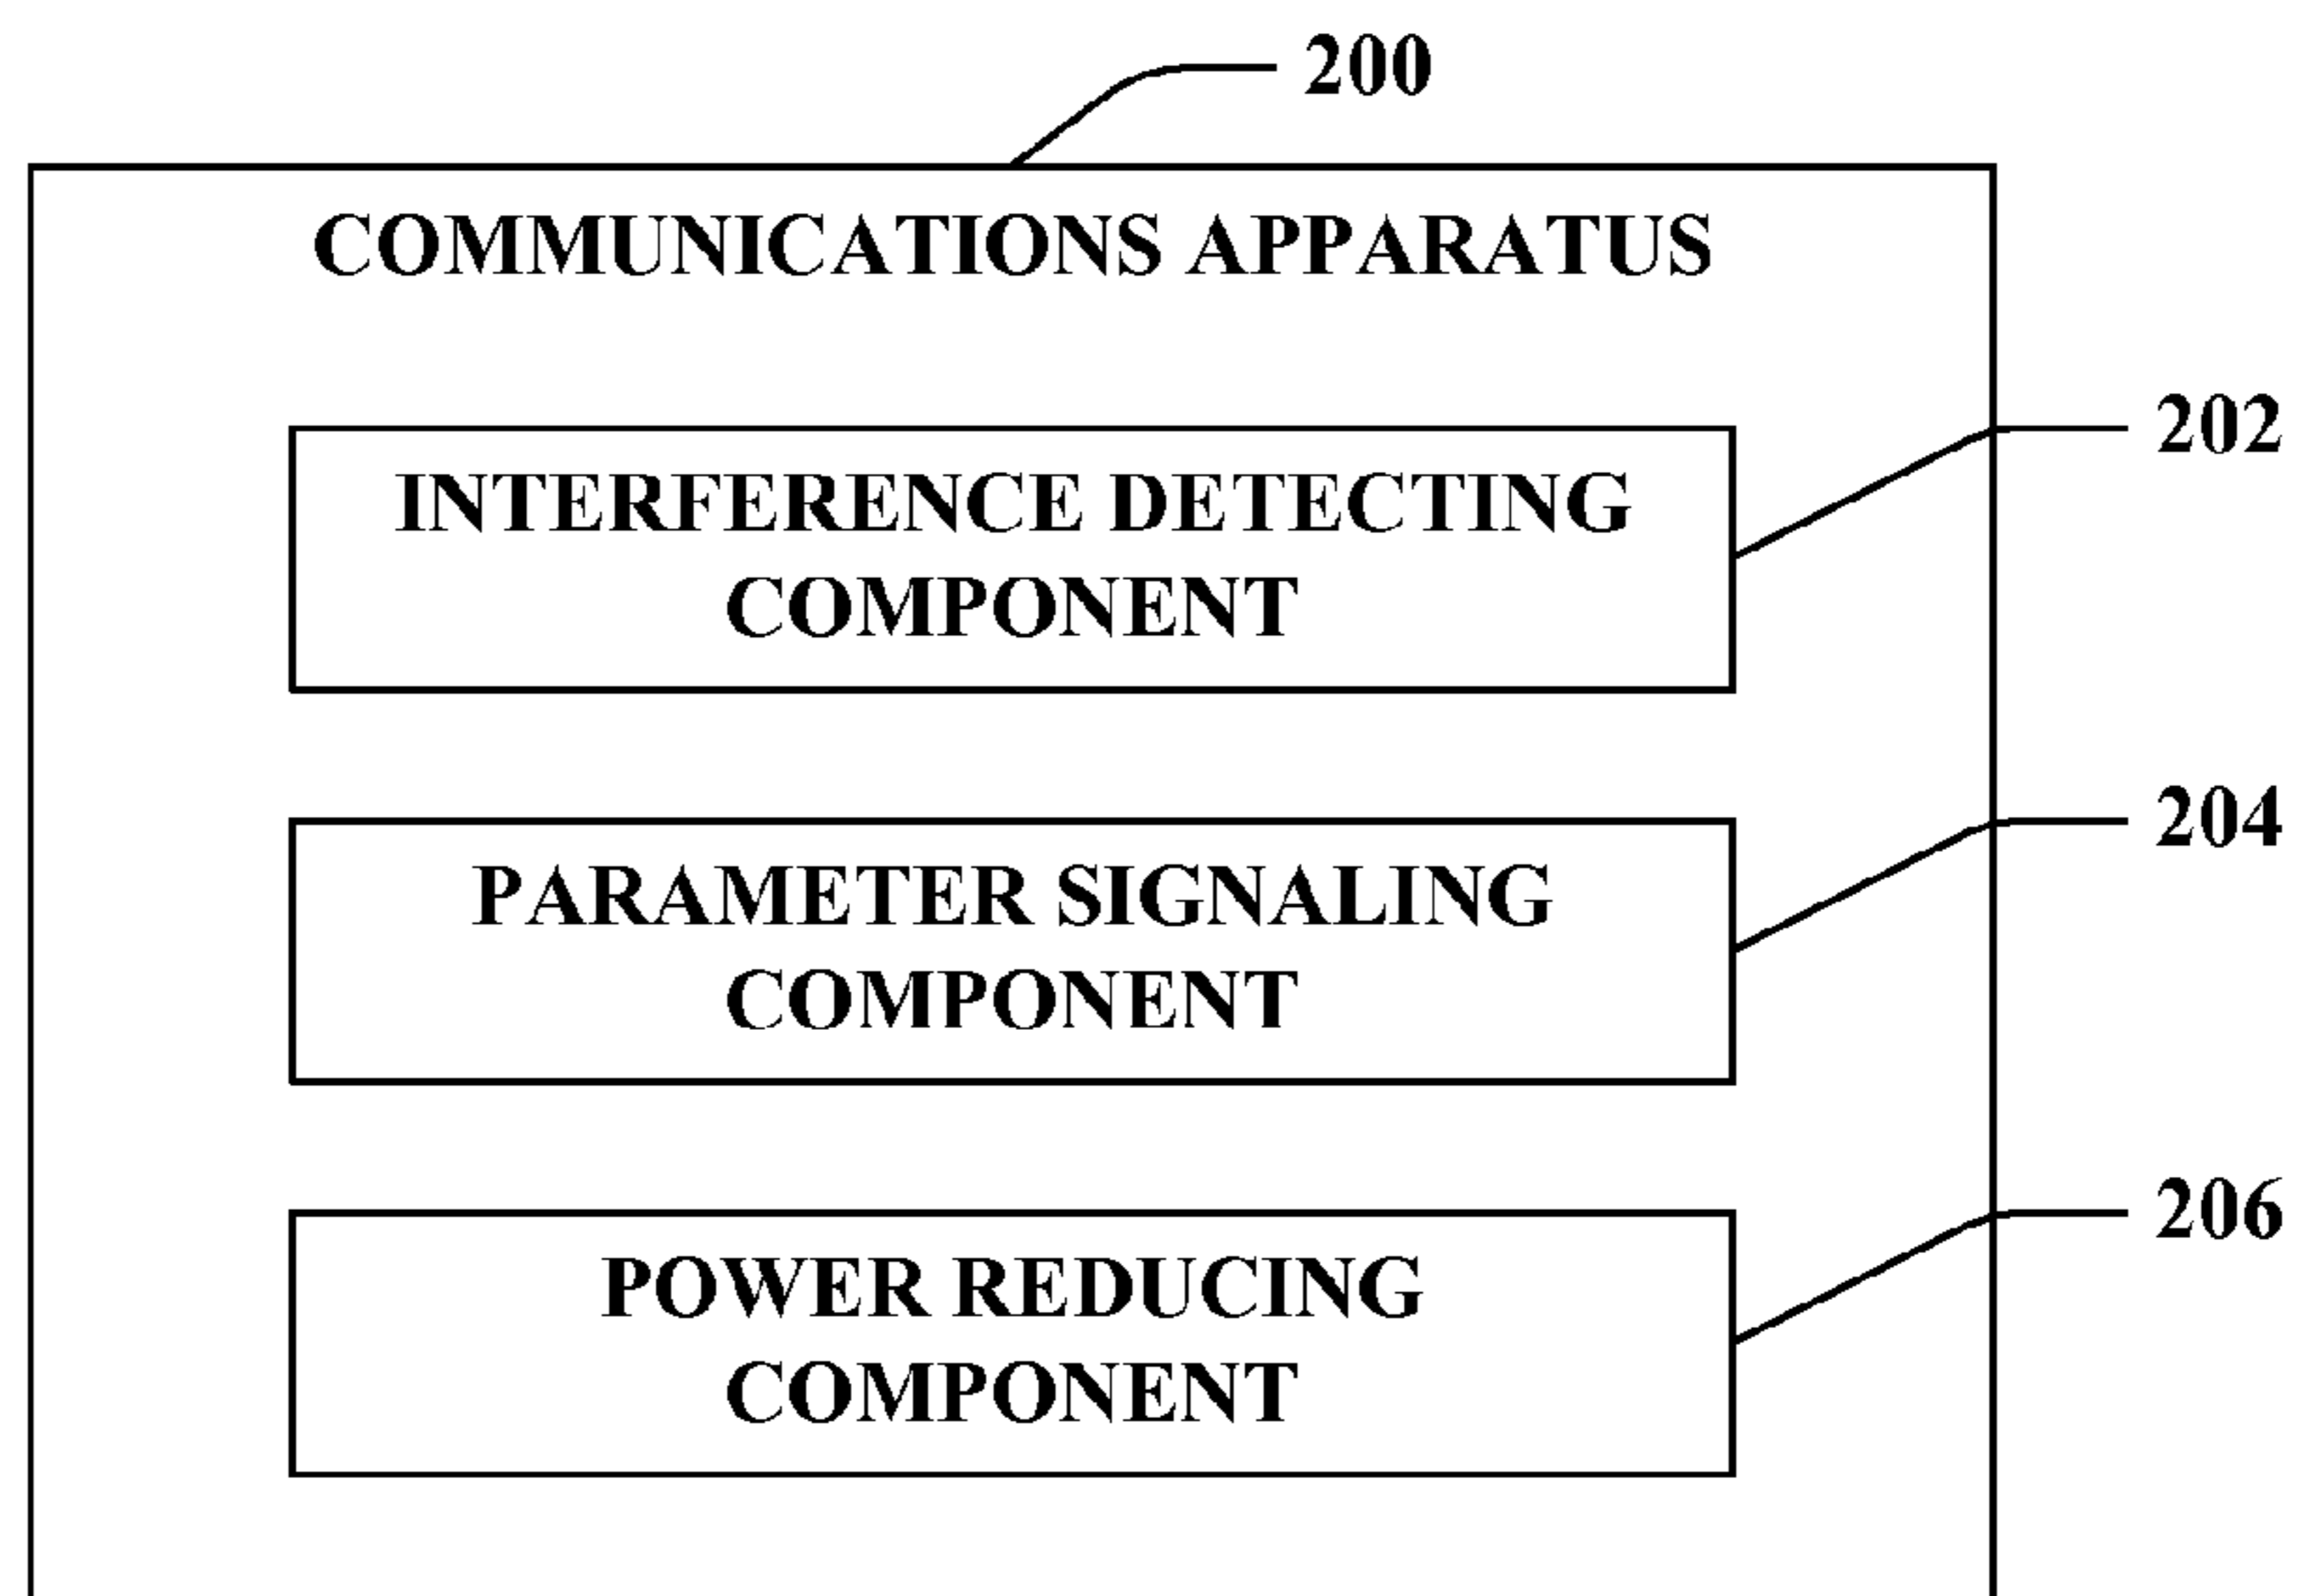 200
COMMUNICATIONS APPARATUS
202
INTERFERENCE DETECTING
COMPONENT
204
PARAMETER SIGNALING
COMPONENT
206
POWER REDUCING
COMPONENT